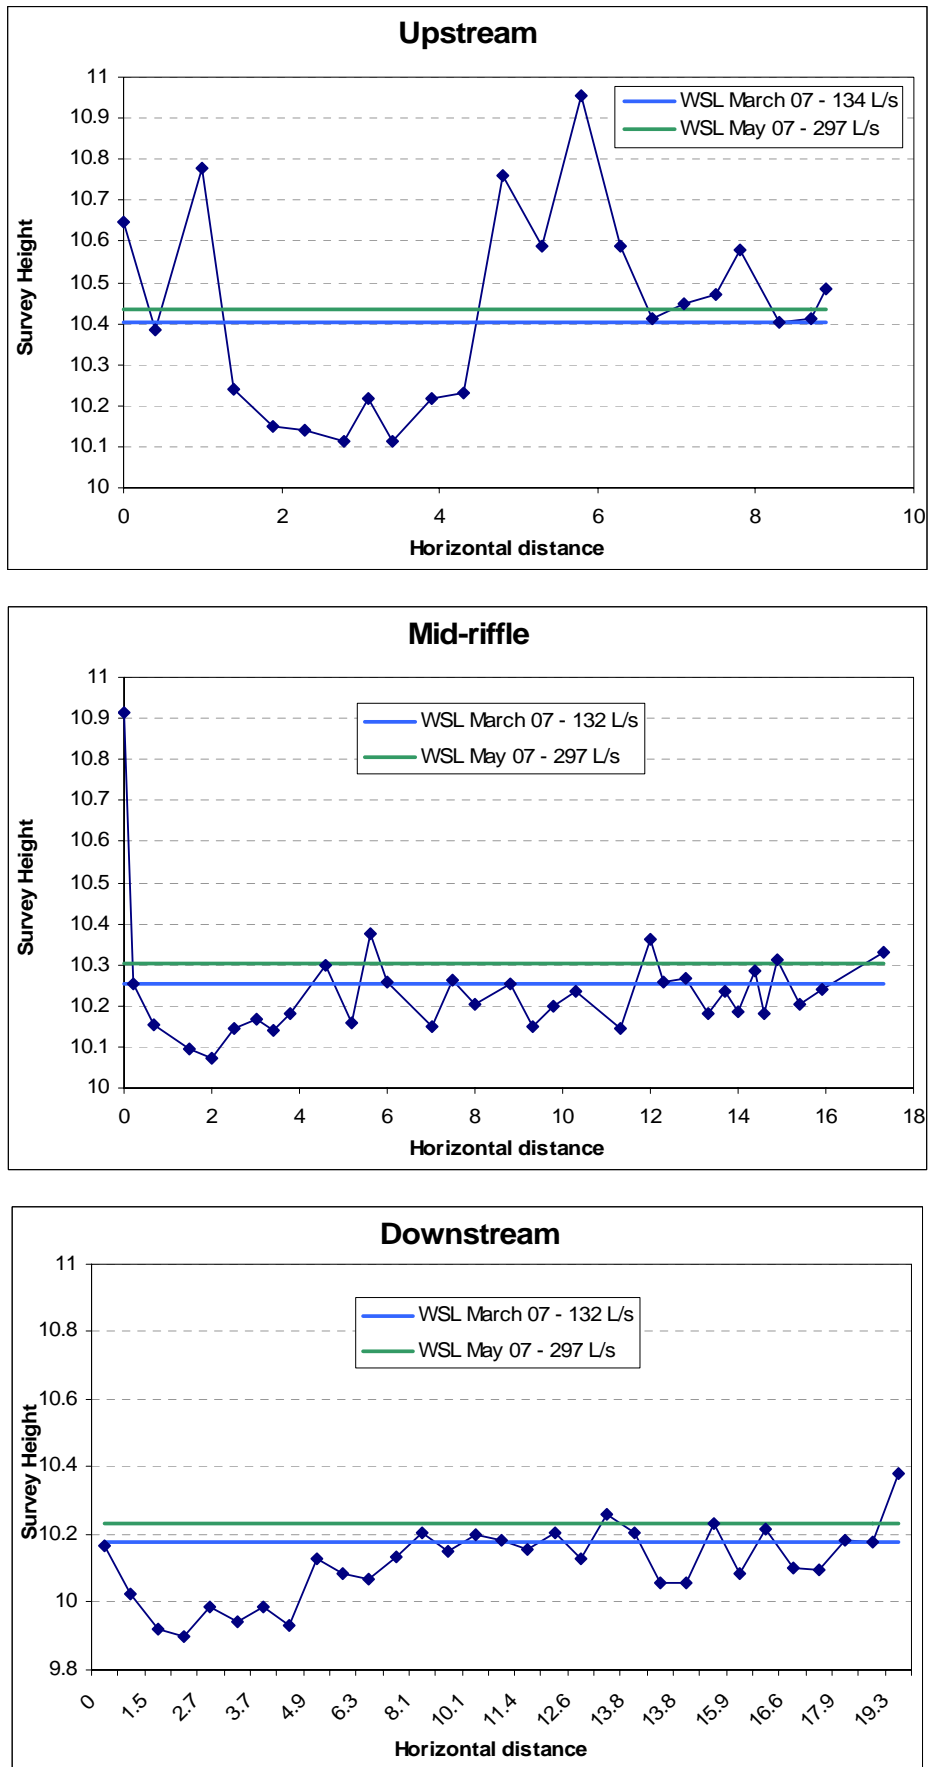 Upstream
11
10.9
10.8
10.7
10.6
10.5
10.4
10.3
10.2
10.1
10
Survey Height
WSL March 07 - 134 L/s
WSL May 07 - 297 L/s
0 2 4 6 8 10
Horizontal distance
Mid-riffle
11
10.9
10.8
10.7
10.6
10.5
10.4
10.3
10.2
10.1
10
Survey Height
WSL March 07 - 132 L/s
WSL May 07 - 297 L/s
0 2 4 6 8 10 12 14 16 18
Horizontal distance
Downstream
11
10.8
10.6
10.4
10.2
10
9.8
Survey Height
WSL March 07 - 132 L/s
WSL May 07 - 297 L/s
0 1.5 2.7 3.7 4.9 6.3 8.1 10.1 11.4 12.6 13.8 13.8 15.9 16.6 17.9 19.3
Horizontal distance